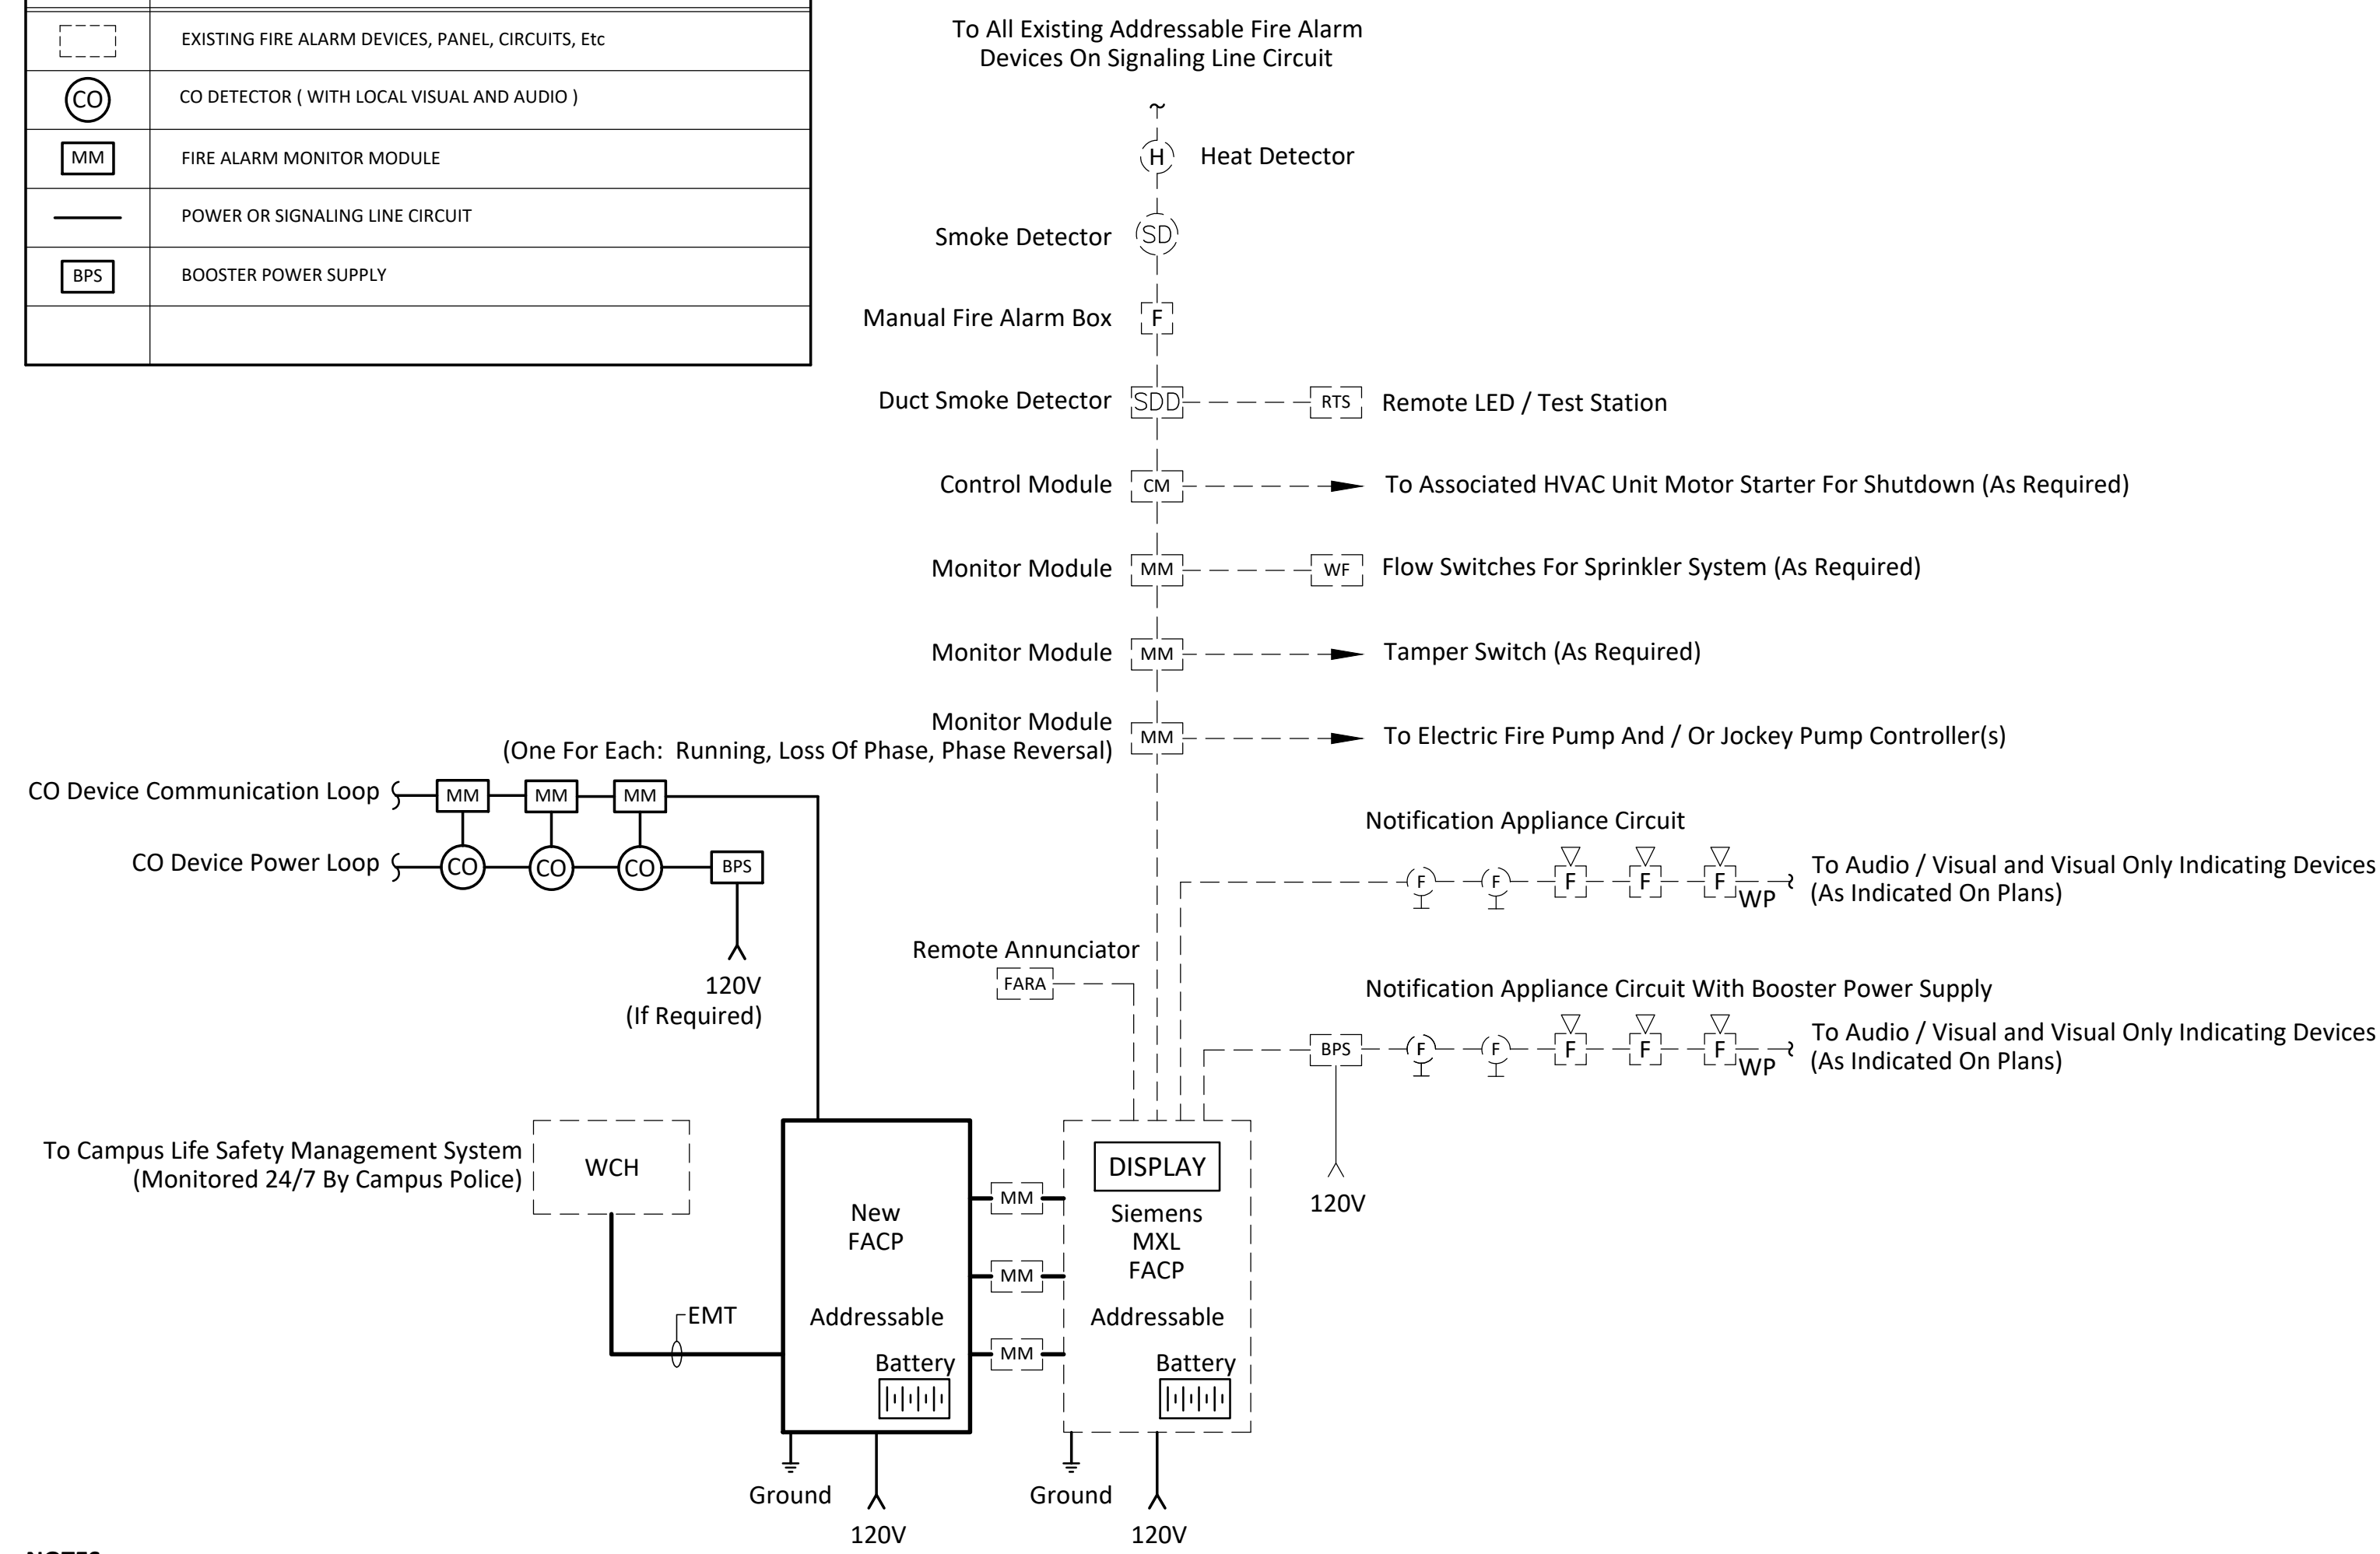 EXISTING FIRE ALARM DEVICES, PANEL, CIRCUITS, Etc
CO
CO DETECTOR ( WITH LOCAL VISUAL AND AUDIO )
MM
FIRE ALARM MONITOR MODULE
POWER OR SIGNALING LINE CIRCUIT
BPS
BOOSTER POWER SUPPLY
To All Existing Addressable Fire Alarm
Devices On Signaling Line Circuit
H
Heat Detector
Smoke Detector
SD
Manual Fire Alarm Box
F
Duct Smoke Detector
SDD
RTS
Remote LED / Test Station
Control Module
CM
To Associated HVAC Unit Motor Starter For Shutdown (As Required)
Monitor Module
MM
WF
Flow Switches For Sprinkler System (As Required)
Monitor Module
MM
Tamper Switch (As Required)
Monitor Module
(One For Each: Running, Loss Of Phase, Phase Reversal)
MM
To Electric Fire Pump And / Or Jockey Pump Controller(s)
CO Device Communication Loop
MM
MM
MM
CO Device Power Loop
CO
CO
CO
BPS
120V
(If Required)
Notification Appliance Circuit
F
F
F
F
F
WP
To Audio / Visual and Visual Only Indicating Devices
(As Indicated On Plans)
Remote Annunciator
FARA
Notification Appliance Circuit With Booster Power Supply
BPS
F
F
F
F
F
WP
To Audio / Visual and Visual Only Indicating Devices
(As Indicated On Plans)
120V
To Campus Life Safety Management System
(Monitored 24/7 By Campus Police)
WCH
EMT
New
FACP
Addressable
Battery
MM
MM
MM
DISPLAY
Siemens
MXL
FACP
Addressable
Battery
Ground
120V
Ground
120V